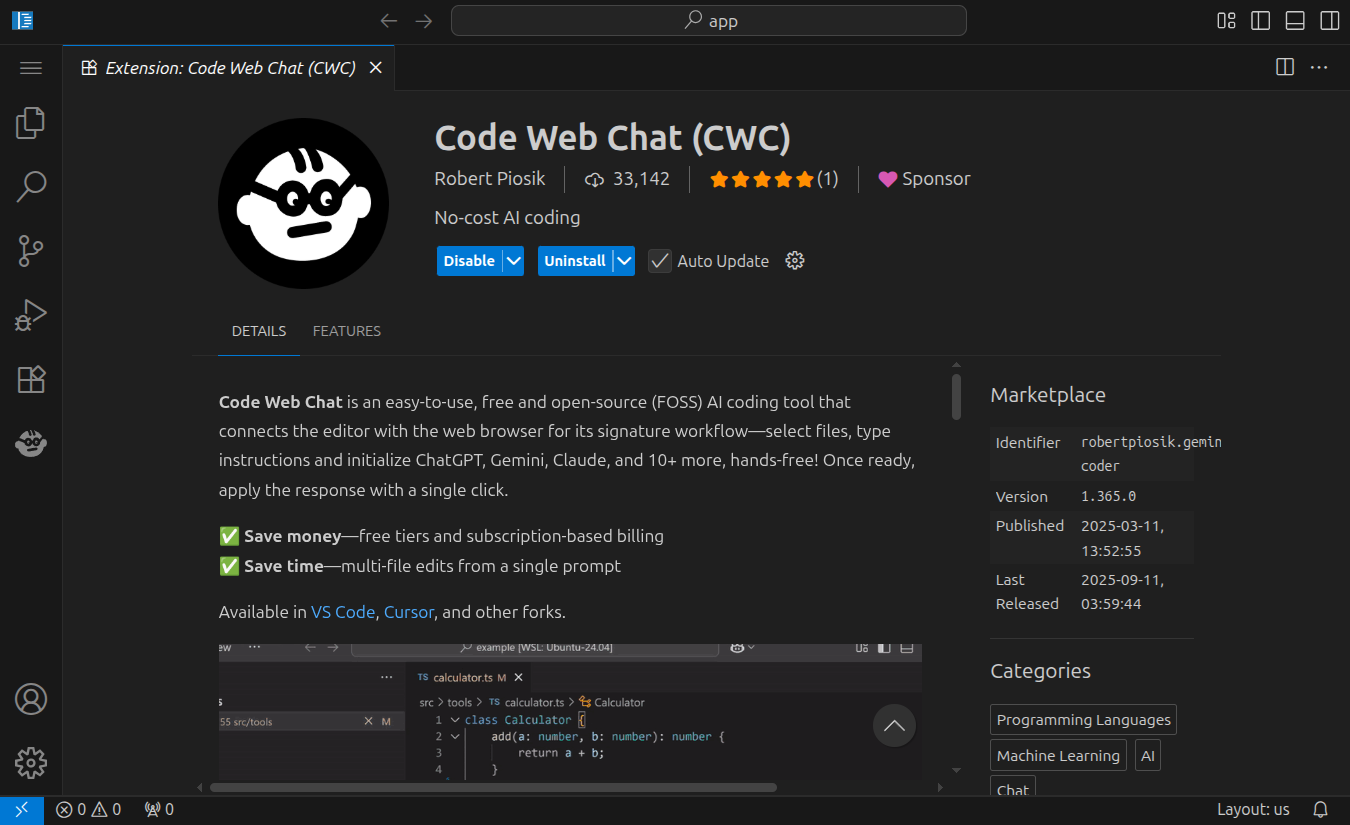 app
Extension: Code Web Chat (CWC)
Code Web Chat (CWC)
Robert Piosik
33,142
(1)
Sponsor
No-cost AI coding
Disable
Uninstall
Auto Update
DETAILS
FEATURES
Code Web Chat is an easy-to-use, free and open-source (FOSS) AI coding tool that
connects the editor with the web browser for its signature workflow—select files, type
instructions and initialize ChatGPT, Gemini, Claude, and 10+ more, hands-free! Once ready,
apply the response with a single click.
✅ Save money—free tiers and subscription-based billing
✅ Save time—multi-file edits from a single prompt
Available in VS Code, Cursor, and other forks.
ew ···
example [WSL: Ubuntu-24.04]
TS calculator.ts M
55 src/tools
M
src > tools > TS calculator.ts > Calculator
1 class Calculator {
2 add(a: number, b: number): number {
3 return a + b;
4 }
Marketplace
Identifier
robertpiosik.gemin
coder
Version
1.365.0
Published
2025-03-11,
13:52:55
Last
Released
2025-09-11,
03:59:44
Categories
Programming Languages
Machine Learning
AI
Chat
0
0
0
Layout: us